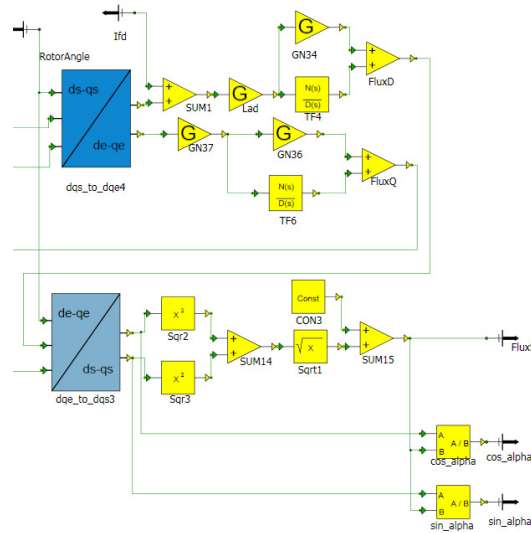 Ifd
RotorAngle
G
GN34
+
+
FluxD
ds-qs
de-qe
dqs_to_dqe4
+
+
SUM1
G
Lad
N(s)
D(s)
TF4
G
GN37
G
GN36
+
+
FluxQ
N(s)
D(s)
TF6
de-qe
ds-qs
dqe_to_dqs3
X²
Sqr2
X²
Sqr3
+
+
SUM14
Const
CON3
√X
Sqrt1
+
+
SUM15
Flux
A
B
A / B
cos_alpha
cos_alpha
A
B
A / B
sin_alpha
sin_alpha